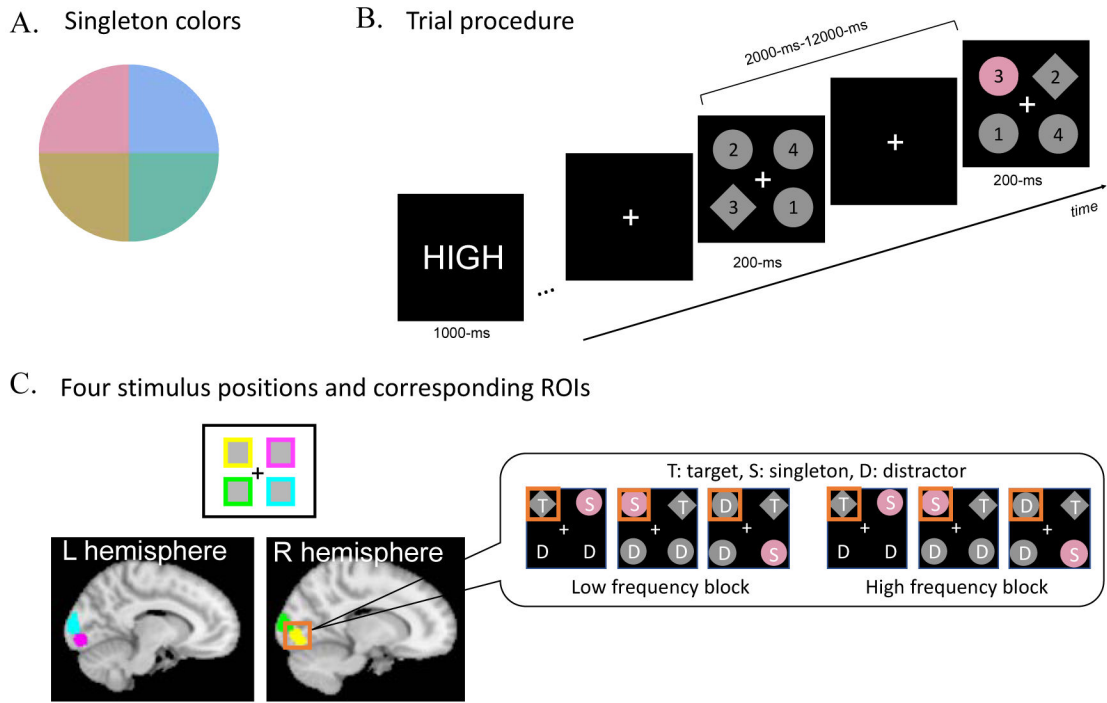 A. Singleton colors
B. Trial procedure
HIGH
1000-ms
...
+
2 4
+
3 1
200-ms
2000-ms-12000-ms
+
3 2
+
1 4
200-ms
time
C. Four stimulus positions and corresponding ROIs
+
L hemisphere
R hemisphere
T: target, S: singleton, D: distractor
T S
+
D D
S T
+
D D
D T
+
D S
Low frequency block
T S
+
D D
S T
+
D D
D T
+
D S
High frequency block